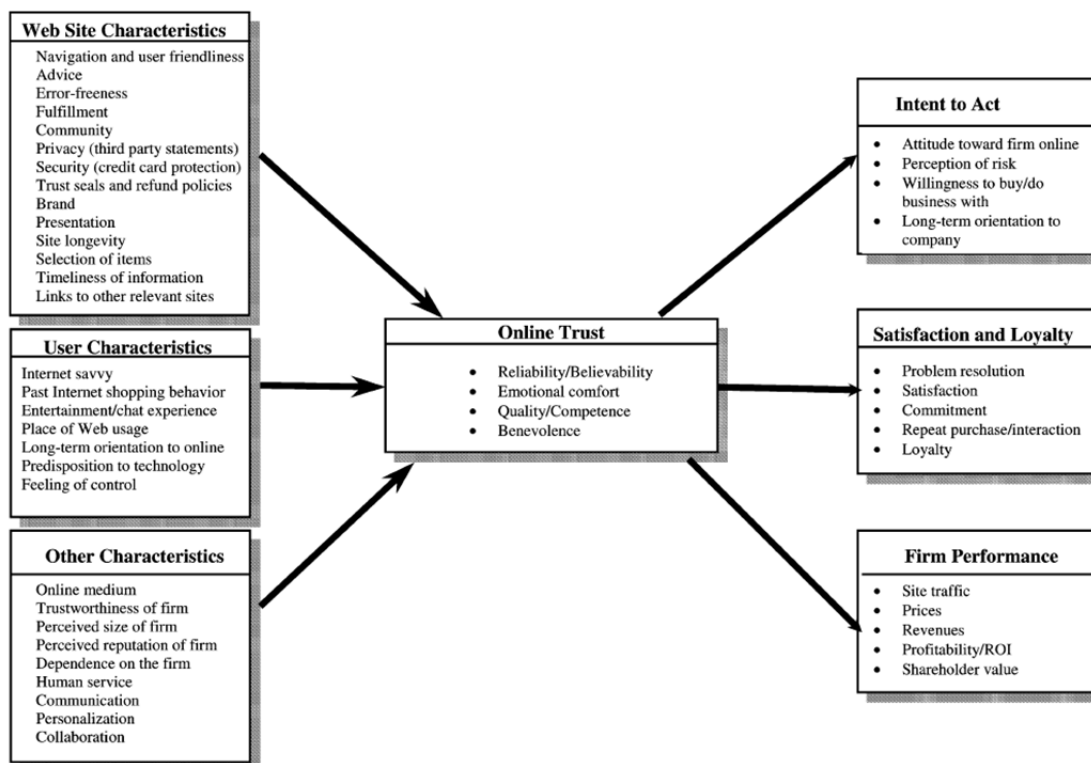 Web Site Characteristics
Navigation and user friendliness
Advice
Error-freeness
Fulfillment
Community
Privacy (third party statements)
Security (credit card protection)
Trust seals and refund policies
Brand
Presentation
Site longevity
Selection of items
Timeliness of information
Links to other relevant sites
User Characteristics
Internet savvy
Past Internet shopping behavior
Entertainment/chat experience
Place of Web usage
Long-term orientation to online
Predisposition to technology
Feeling of control
Other Characteristics
Online medium
Trustworthiness of firm
Perceived size of firm
Perceived reputation of firm
Dependence on the firm
Human service
Communication
Personalization
Collaboration
Online Trust
• Reliability/Believability
• Emotional comfort
• Quality/Competence
• Benevolence
Intent to Act
• Attitude toward firm online
• Perception of risk
• Willingness to buy/do
business with
• Long-term orientation to
company
Satisfaction and Loyalty
• Problem resolution
• Satisfaction
• Commitment
• Repeat purchase/interaction
• Loyalty
Firm Performance
• Site traffic
• Prices
• Revenues
• Profitability/ROI
• Shareholder value